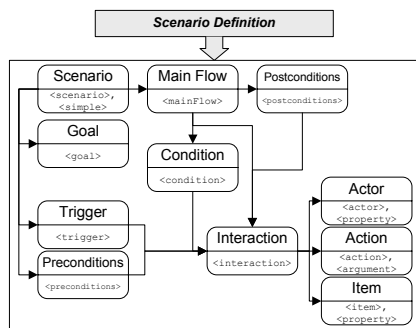 Scenario Definition
Scenario
<scenario>,
<simple>
Main Flow
<mainFlow>
Postconditions
<postconditions>
Goal
<goal>
Condition
<condition>
Trigger
<trigger>
Preconditions
<preconditions>
Interaction
<interaction>
Actor
<actor>,
<property>
Action
<action>,
<argument>
Item
<item>,
<property>